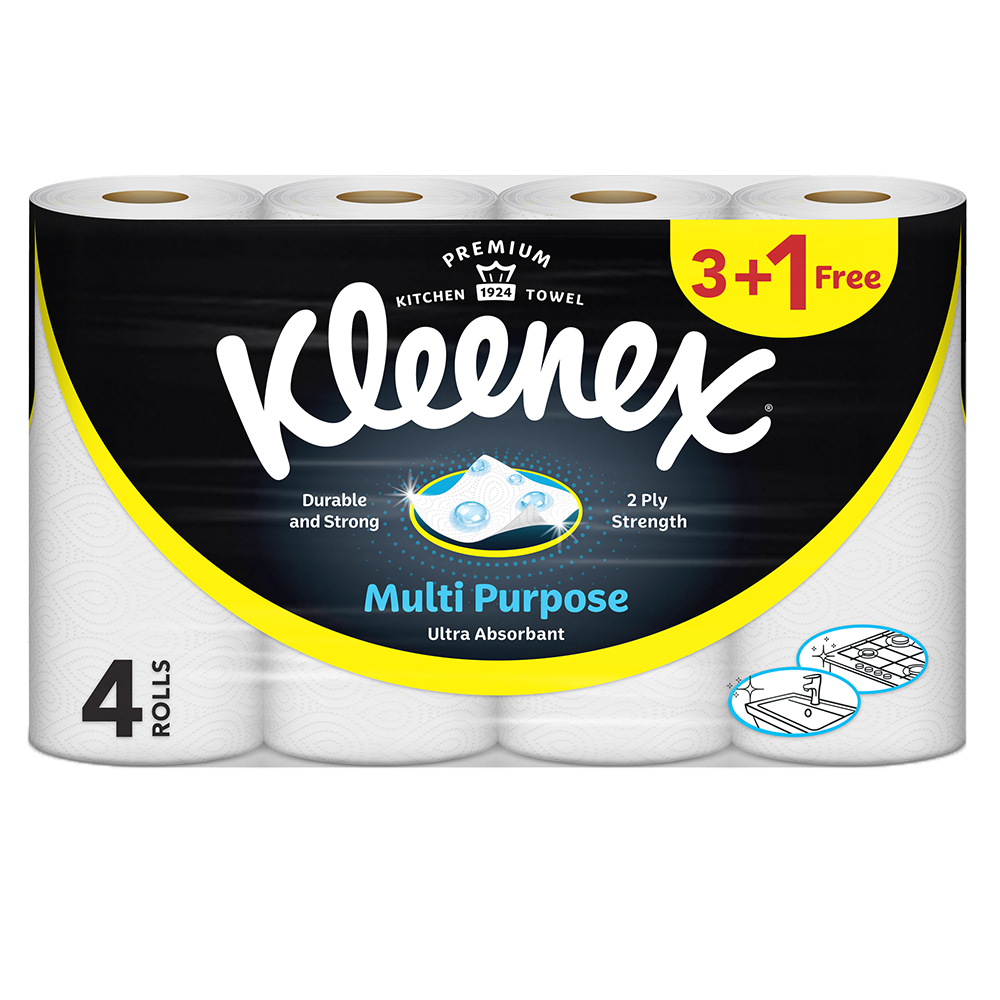 PREMIUM
KITCHEN 1924 TOWEL
Kleenex®
3+1 Free
Durable
and Strong
2 Ply
Strength
Multi Purpose
Ultra Absorbant
4 ROLLS